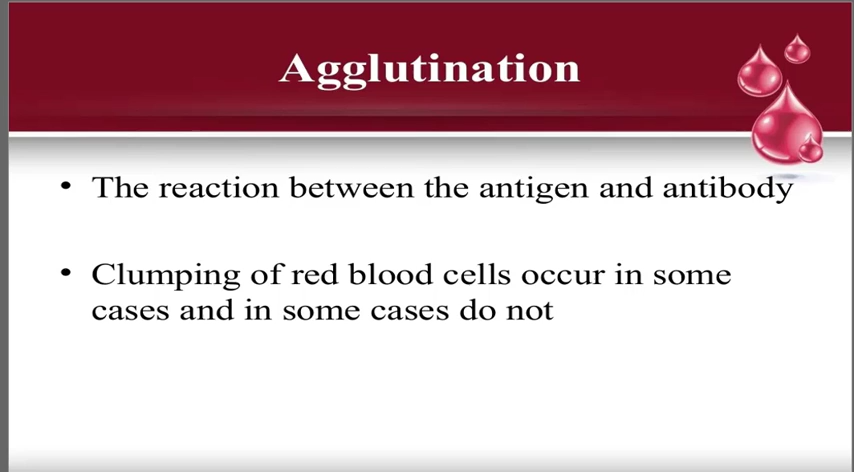 Agglutination
• The reaction between the antigen and antibody
• Clumping of red blood cells occur in some
cases and in some cases do not